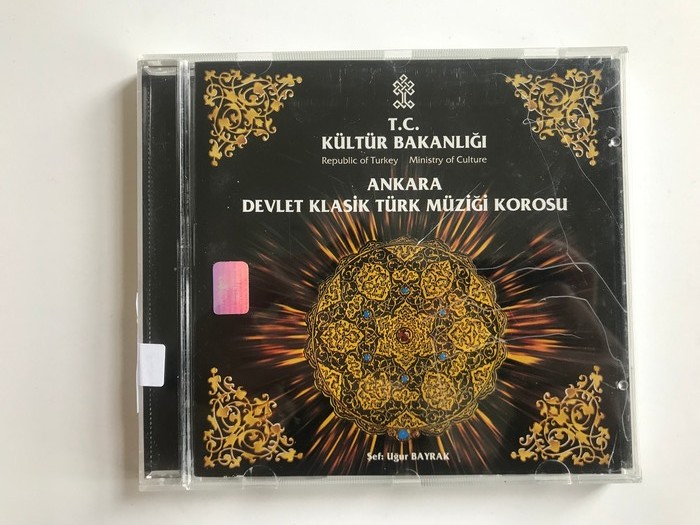 T.C.
KÜLTÜR BAKANLIĞI
Republic of Turkey Ministry of Culture
ANKARA
DEVLET KLASİK TÜRK MÜZİĞİ KOROSU
Şef: Uğur BAYRAK